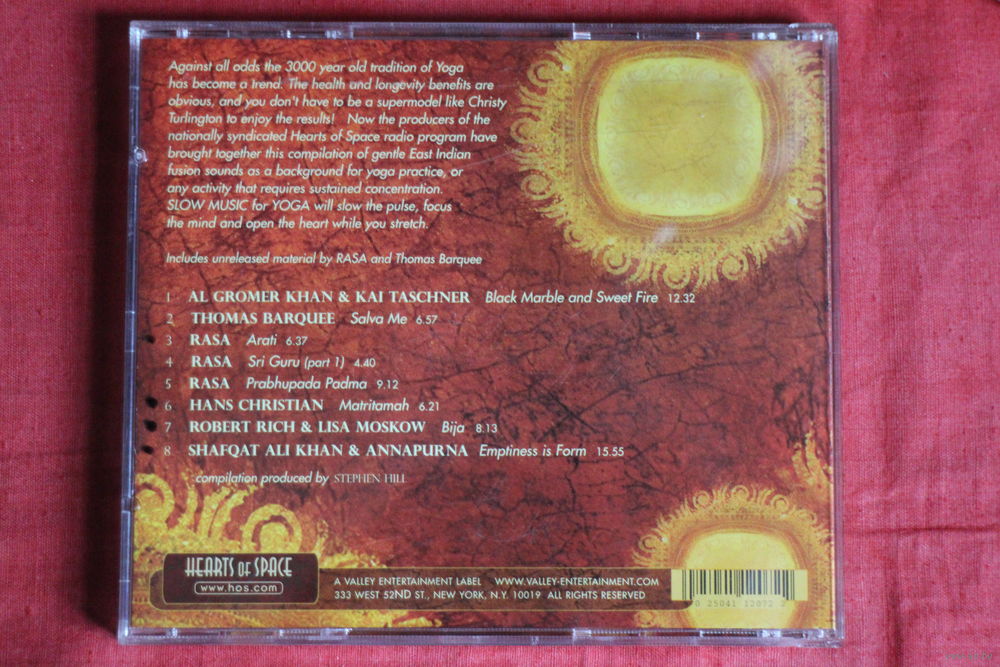 Against all odds the 3000 year old tradition of Yoga
has become a trend. The health and longevity benefits are
obvious, and you don't have to be a supermodel like Christy
Turlington to enjoy the results! Now the producers of the
nationally syndicated Hearts of Space radio program have
brought together this compilation of gentle East Indian
fusion sounds as a background for yoga practice, or
any activity that requires sustained concentration.
SLOW MUSIC for YOGA will slow the pulse, focus
the mind and open the heart while you stretch.
Includes unreleased material by RASA and Thomas Barquee
1 AL GROMER KHAN & KAI TASCHNER Black Marble and Sweet Fire 12.32
2 THOMAS BARQUEE Salva Me 6.57
3 RASA Arati 6.37
4 RASA Sri Guru (part 1) 4.40
5 RASA Prabhupada Padma 9.12
6 HANS CHRISTIAN Matritamah 6.21
7 ROBERT RICH & LISA MOSKOW Bija 8.13
8 SHAFQAT ALI KHAN & ANNAPURNA Emptiness is Form 15.55
compilation produced by STEPHEN HILL
HEARTS OF SPACE
www.hos.com
A VALLEY ENTERTAINMENT LABEL WWW.VALLEY-ENTERTAINMENT.COM
333 WEST 52ND ST., NEW YORK, N.Y. 10019 ALL RIGHTS RESERVED
0 25041 12072 2